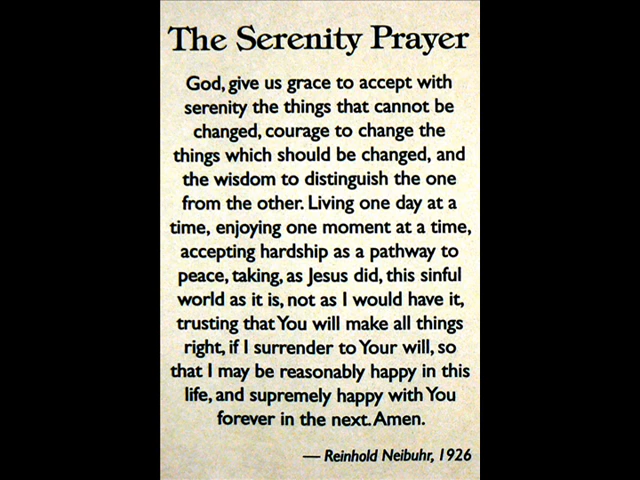 The Serenity Prayer
God, give us grace to accept with
serenity the things that cannot be
changed, courage to change the
things which should be changed, and
the wisdom to distinguish the one
from the other. Living one day at a
time, enjoying one moment at a time,
accepting hardship as a pathway to
peace, taking, as Jesus did, this sinful
world as it is, not as I would have it,
trusting that You will make all things
right, if I surrender to Your will, so
that I may be reasonably happy in this
life, and supremely happy with You
forever in the next. Amen.
— Reinhold Neibuhr, 1926